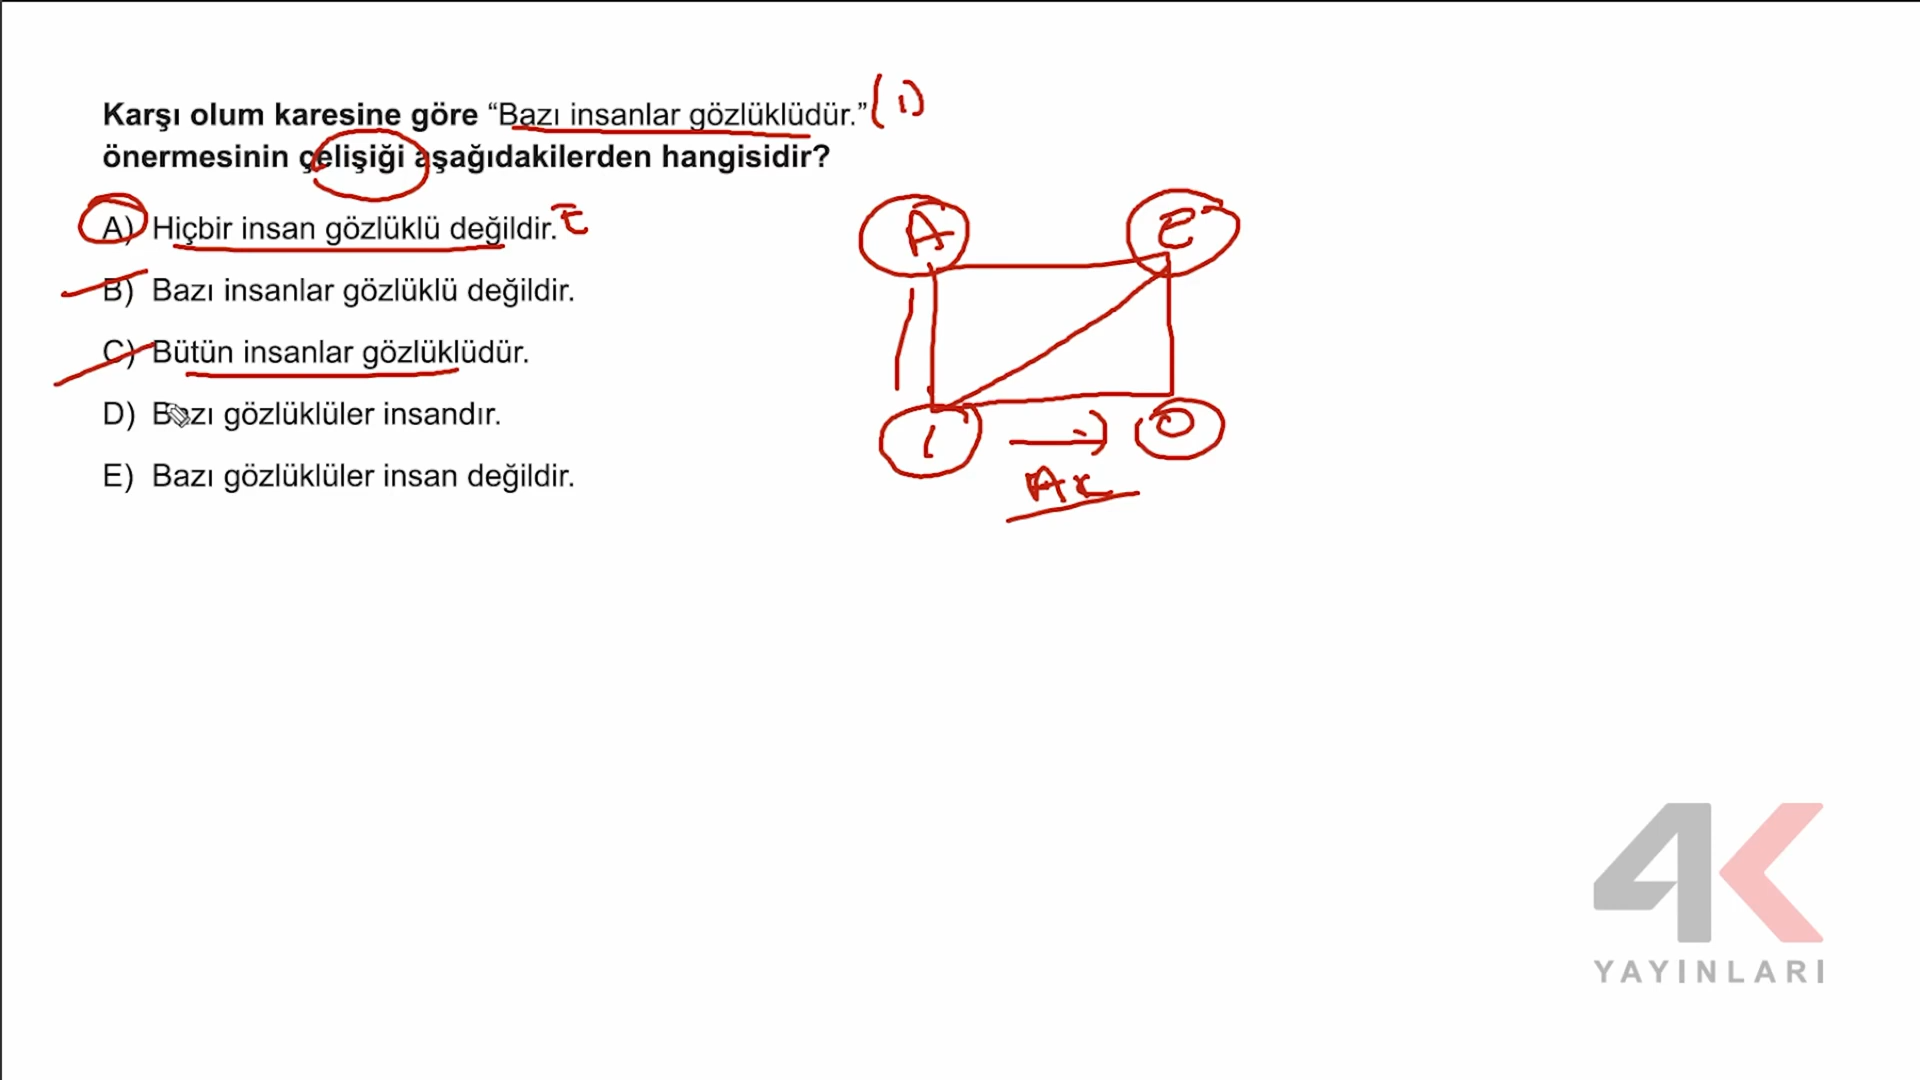 Karşı olum karesine göre “Bazı insanlar gözlüklüdür.” (1)
önermesinin çelişiği aşağıdakilerden hangisidir?
A) Hiçbir insan gözlüklü değildir. E
B) Bazı insanlar gözlüklü değildir.
C) Bütün insanlar gözlüklüdür.
D) Bazı gözlüklüler insandır.
E) Bazı gözlüklüler insan değildir.
A E
I O
4K
YAYINLARI